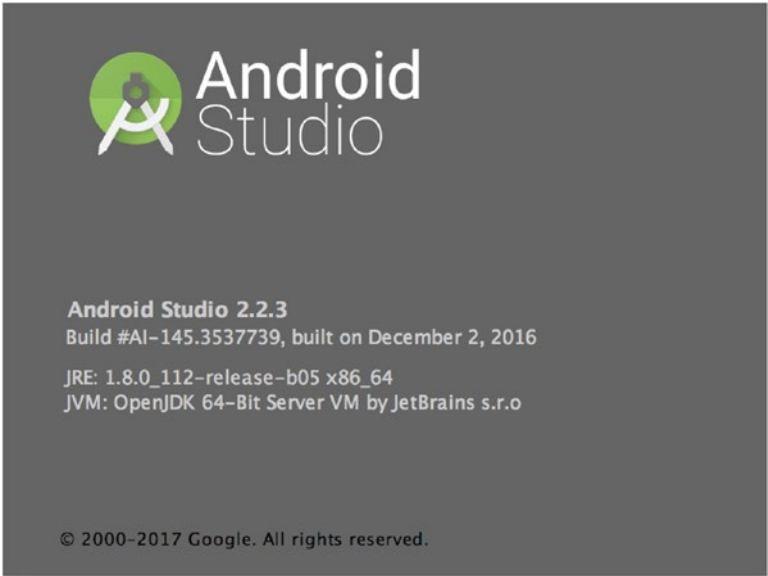 Android
Studio
Android Studio 2.2.3
Build #AI-145.3537739, built on December 2, 2016
JRE: 1.8.0_112-release-b05 x86_64
JVM: OpenJDK 64-Bit Server VM by JetBrains s.r.o
© 2000-2017 Google. All rights reserved.